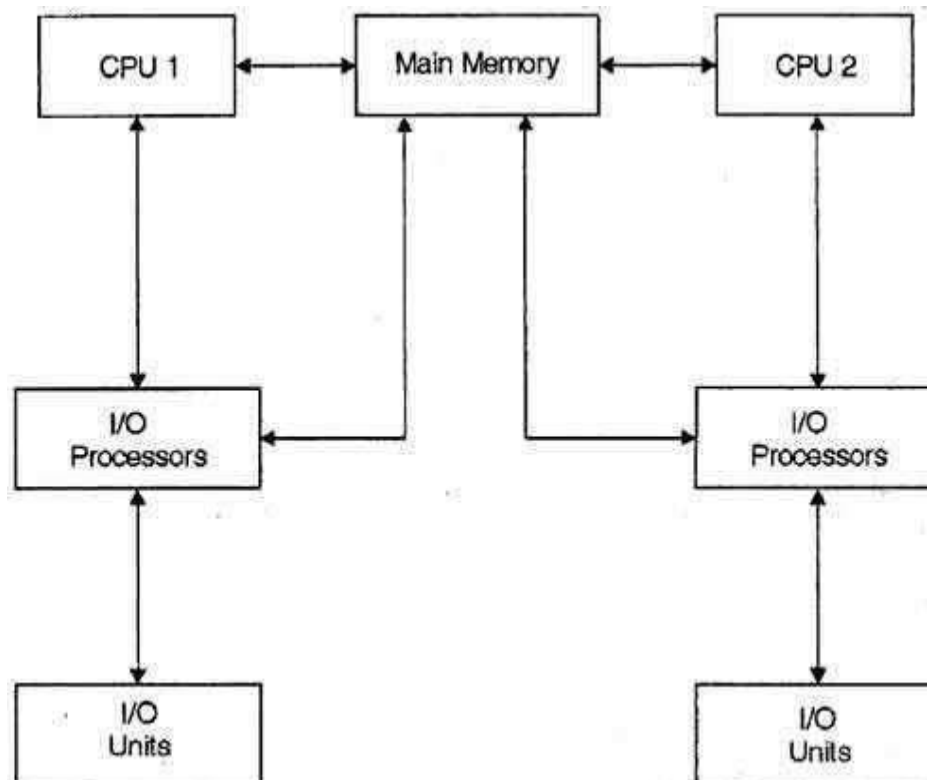 CPU 1
Main Memory
CPU 2
I/O
Processors
I/O
Processors
I/O
Units
I/O
Units